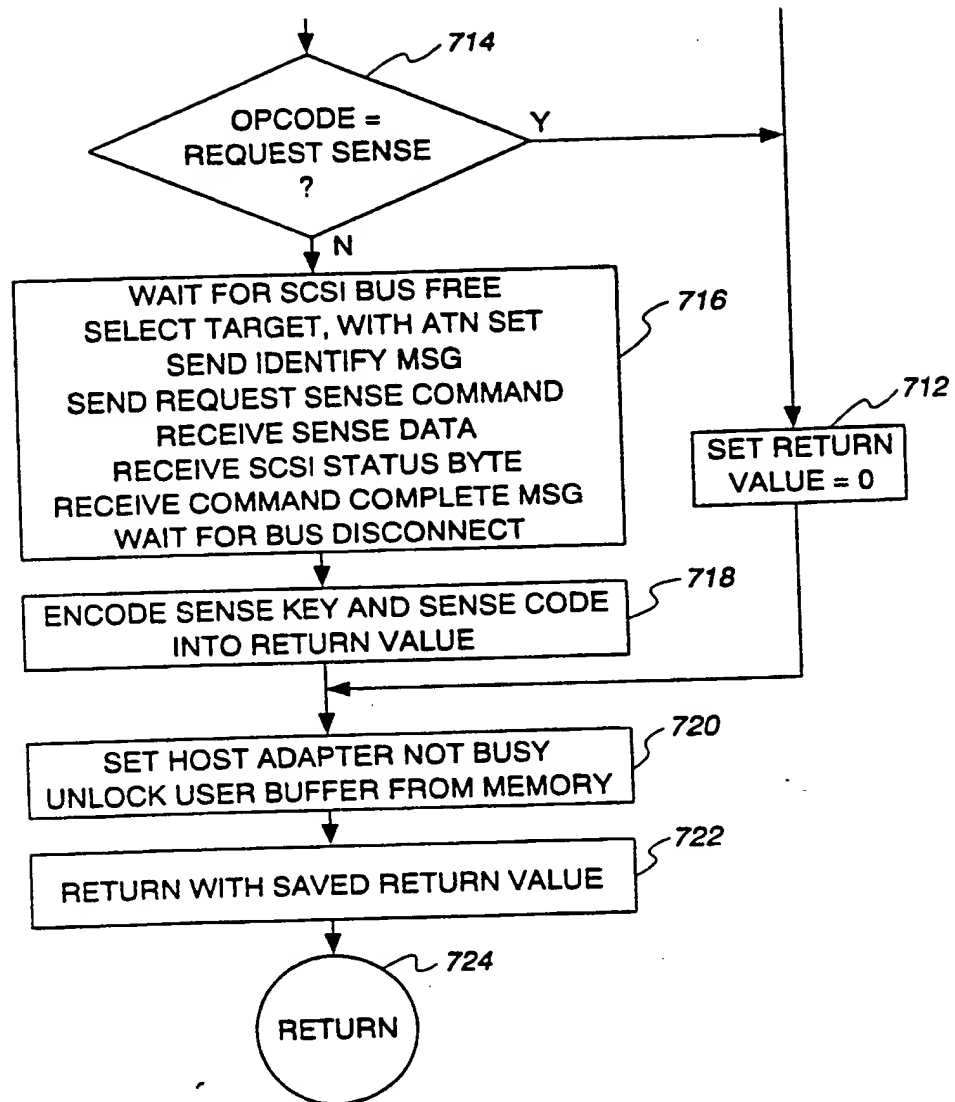 714
OPCODE =
REQUEST SENSE
?
Y
N
WAIT FOR SCSI BUS FREE
SELECT TARGET, WITH ATN SET
SEND IDENTIFY MSG
SEND REQUEST SENSE COMMAND
RECEIVE SENSE DATA
RECEIVE SCSI STATUS BYTE
RECEIVE COMMAND COMPLETE MSG
WAIT FOR BUS DISCONNECT
716
712
SET RETURN
VALUE = 0
718
ENCODE SENSE KEY AND SENSE CODE
INTO RETURN VALUE
720
SET HOST ADAPTER NOT BUSY
UNLOCK USER BUFFER FROM MEMORY
722
RETURN WITH SAVED RETURN VALUE
724
RETURN